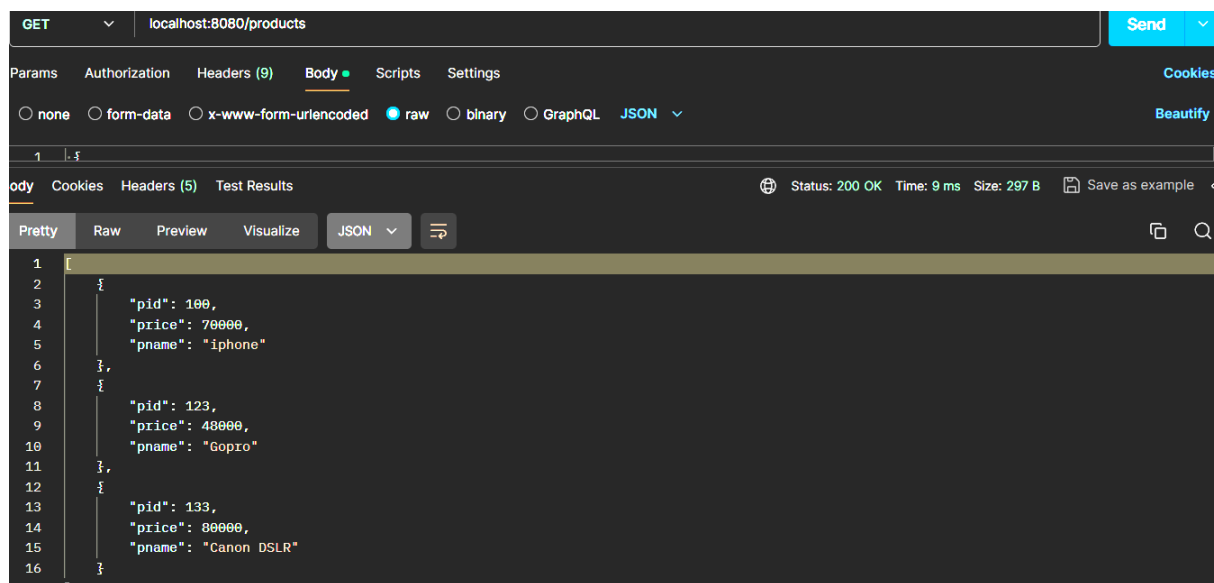 GET localhost:8080/products Send
Params Authorization Headers (9) Body Scripts Settings Cookies
none form-data x-www-form-urlencoded raw binary GraphQL JSON Beautify
1 {
ody Cookies Headers (5) Test Results Status: 200 OK Time: 9 ms Size: 297 B Save as example
Pretty Raw Preview Visualize JSON
1 [
2 {
3 "pid": 100,
4 "price": 70000,
5 "pname": "iphone"
6 },
7 {
8 "pid": 123,
9 "price": 48000,
10 "pname": "Gopro"
11 },
12 {
13 "pid": 133,
14 "price": 80000,
15 "pname": "Canon DSLR"
16 }